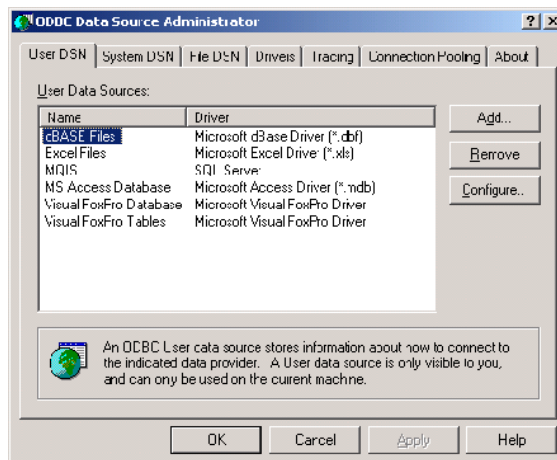 ODBC Data Source Administrator
User DSN System DSN File DSN Drivers Tracing Connection Pooling About
User Data Sources:
Name Driver
dBASE Files Microsoft dBase Driver (*.dbf)
Excel Files Microsoft Excel Driver (*.xls)
MQIS SQL Server
MS Access Database Microsoft Access Driver (*.mdb)
Visual FoxPro Database Microsoft Visual FoxPro Driver
Visual FoxPro Tables Microsoft Visual FoxPro Driver
Add...
Remove
Configure...
An ODBC User data source stores information about how to connect to
the indicated data provider. A User data source is only visible to you,
and can only be used on the current machine.
OK Cancel Apply Help